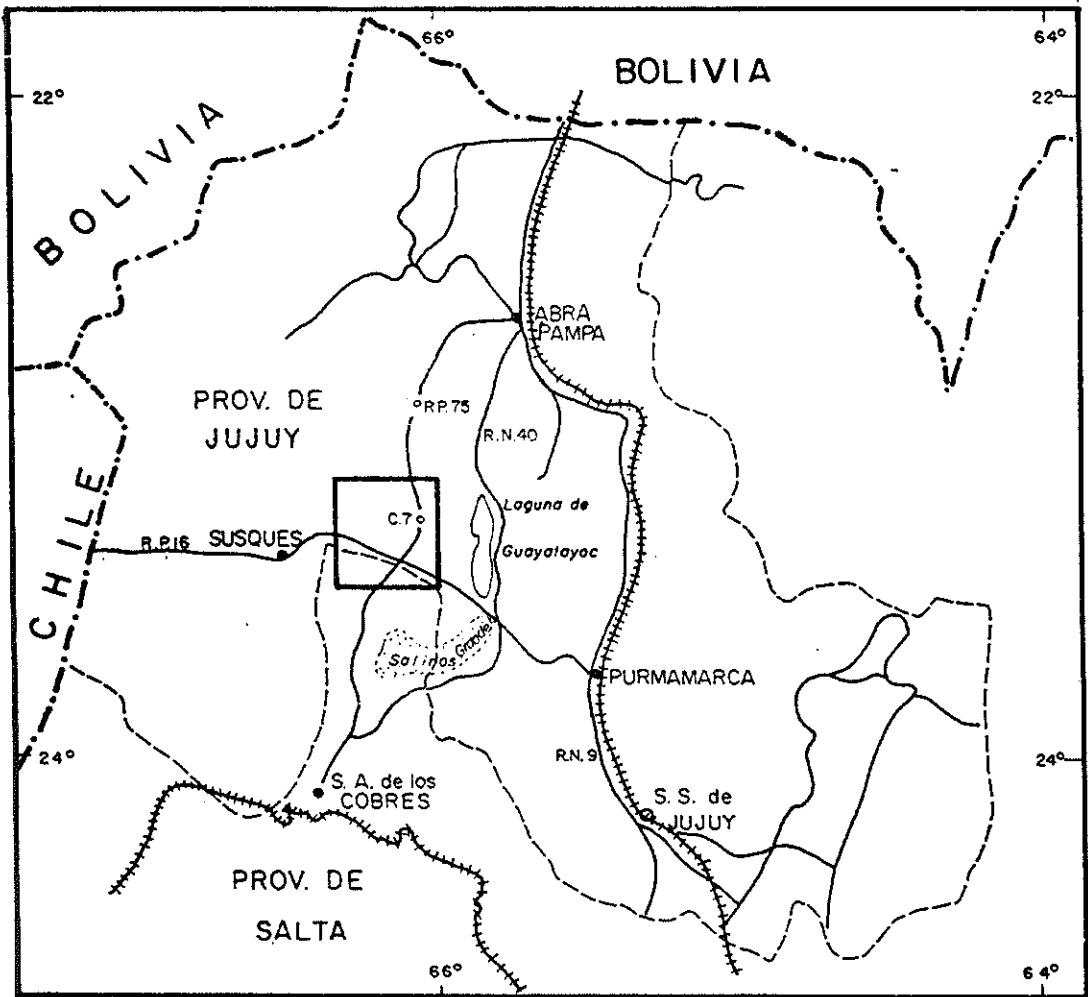 66°
64°
BOLIVIA
22°
22°
BOLIVIA
ABRA
PAMPA
PROV. DE
JUJUY
R.P.75
R.N.40
CHILE
C.7
Laguna de
Guayatayoc
R.P.16
SUSQUES
Salinas Grandes
PURMAMARCA
R.N.9
24°
24°
S. A. de los
COBRES
S. S. de
JUJUY
PROV. DE
SALTA
66°
64°